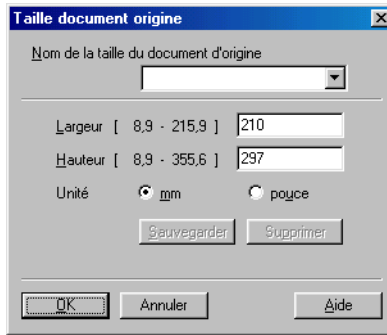 Taille document origine
Nom de la taille du document d'origine
Largeur [ 8,9 - 215,9 ] 210
Hauteur [ 8,9 - 355,6 ] 297
Unité mm pouce
Sauvegarder Supprimer
OK Annuler Aide